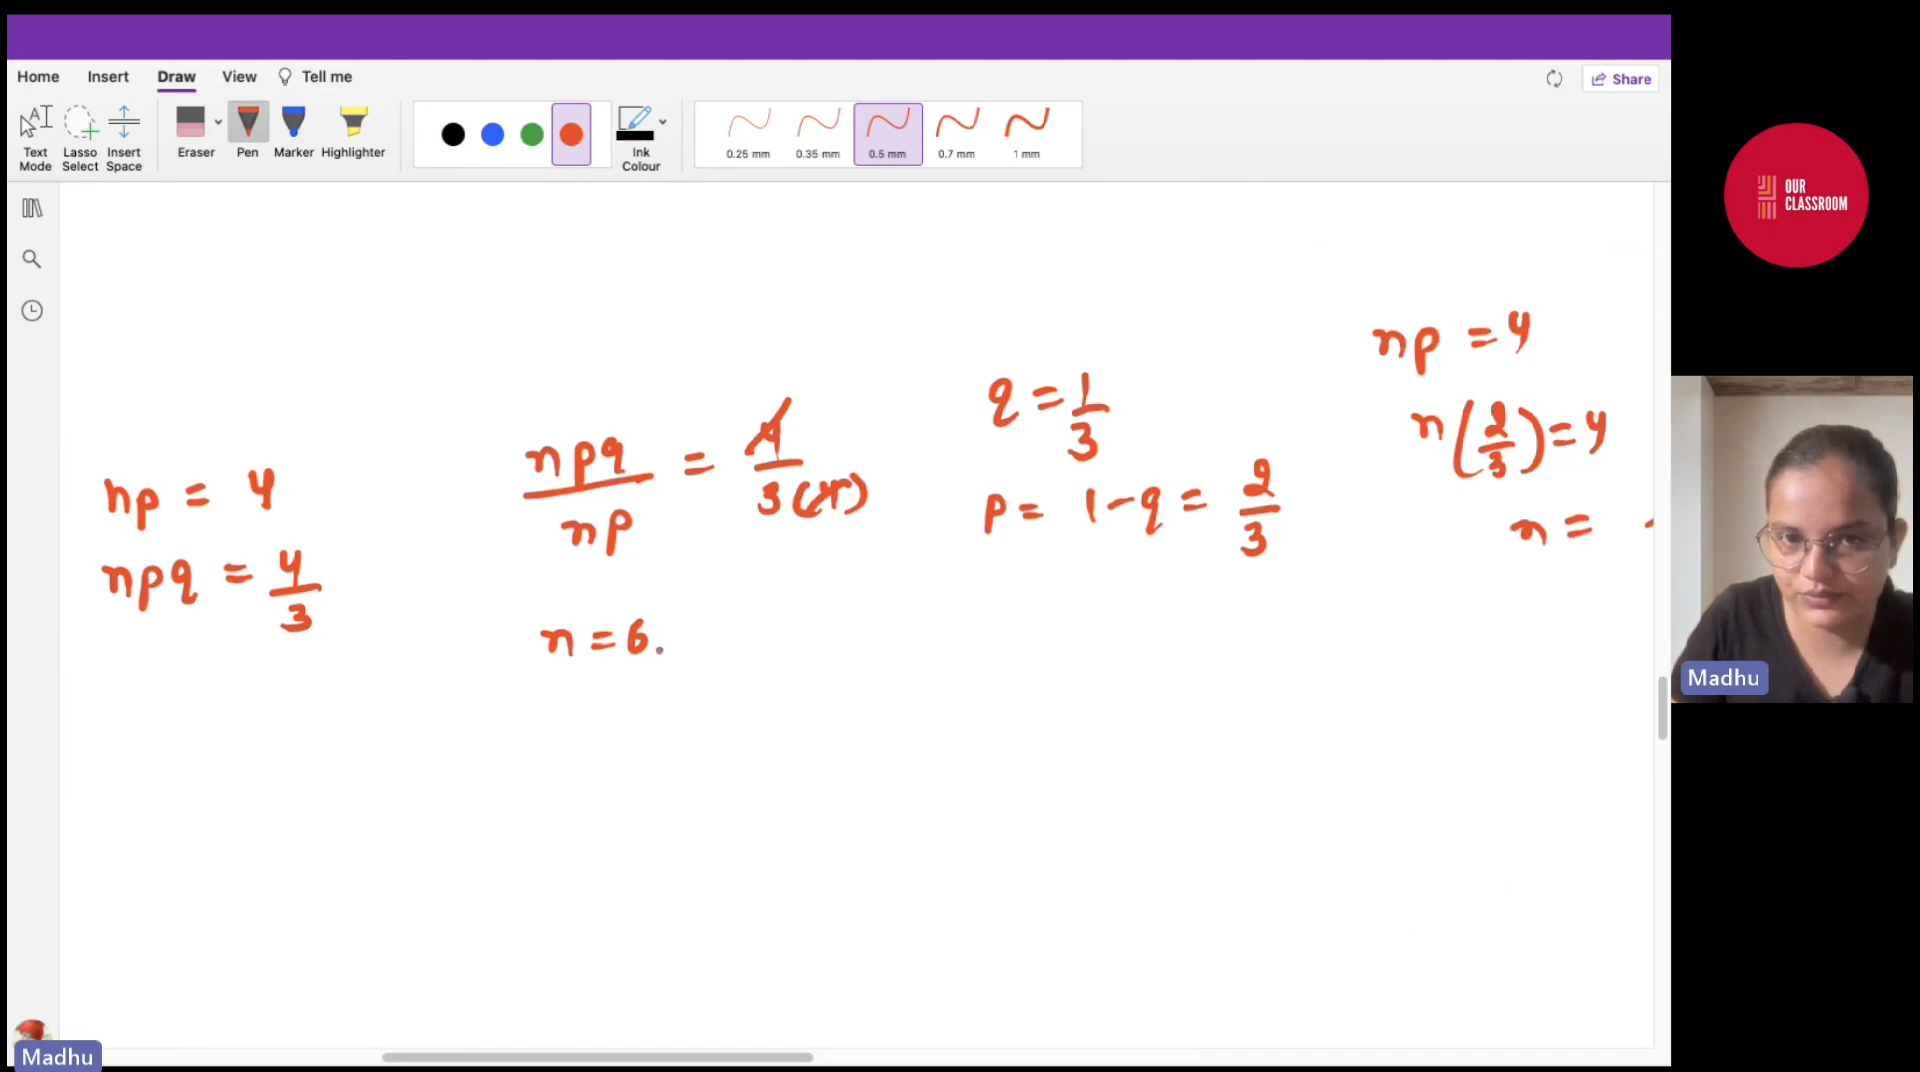 Home Insert Draw View Tell me
Share
Text Mode
Lasso Select
Insert Space
Eraser
Pen
Marker
Highlighter
Ink Colour
0.25 mm
0.35 mm
0.5 mm
0.7 mm
1 mm
OUR CLASSROOM
np = 4
npq = 4/3
npq/np = 4/3(4)
n = 6.
q = 1/3
p = 1 - q = 2/3
np = 4
n(2/3) = 4
n =
Madhu
Madhu